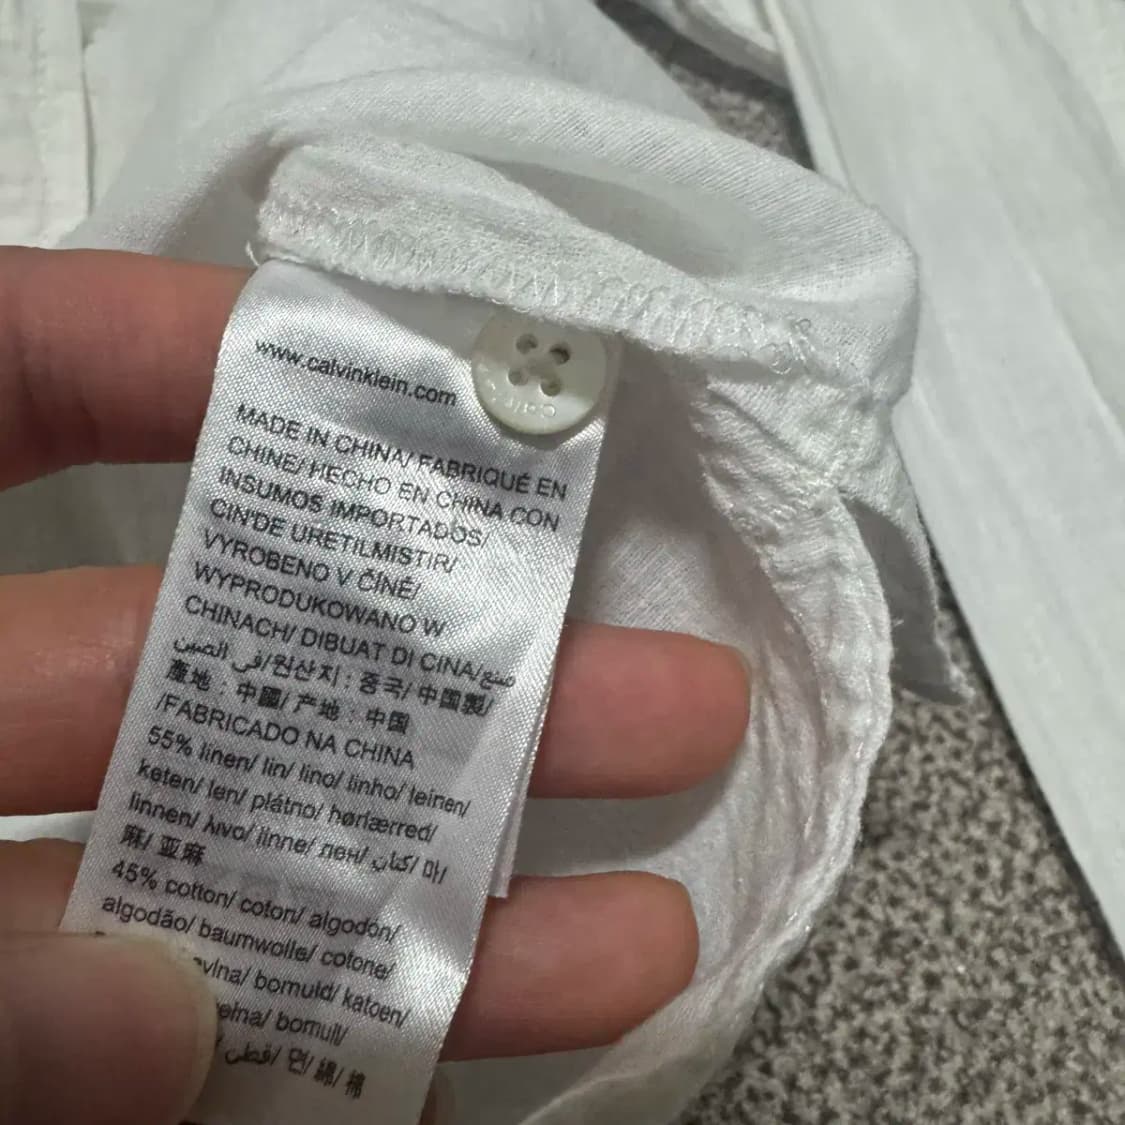 www.calvinklein.com
MADE IN CHINA/ FABRIQUÉ EN
CHINE/ HECHO EN CHINA CON
INSUMOS IMPORTADOS/
CIN'DE URETILMISTIR/
VYROBENO V ČÍNĚ/
WYPRODUKOWANO W
CHINACH/ DIBUAT DI CINA/صنع
في الصين/원산지 : 중국/ 中国製/
產地 : 中國/ 产地 : 中国
/FABRICADO NA CHINA
55% linen/ lin/ lino/ linho/ leinen/
keten/ len/ plátno/ hørlærred/
linnen/ λινο/ linne/ лен/ كتان/ 마/
麻/ 亚麻
45% cotton/ coton/ algodón/
algodão/ baumwolle/ cotone/
bomuld/ katoen/
bomull/
قطن/ 면/ 綿/ 棉